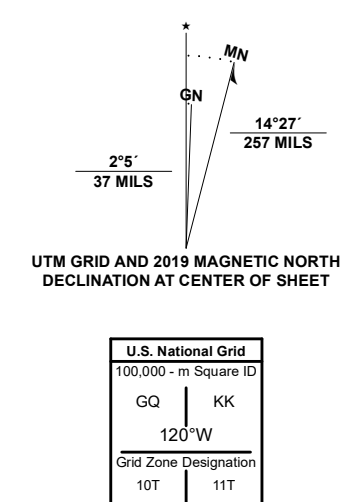 ★
MN
GN
14°27´
257 MILS
2°5´
37 MILS
UTM GRID AND 2019 MAGNETIC NORTH
DECLINATION AT CENTER OF SHEET
U.S. National Grid
100,000 - m Square ID
GQ KK
120°W
Grid Zone Designation
10T 11T